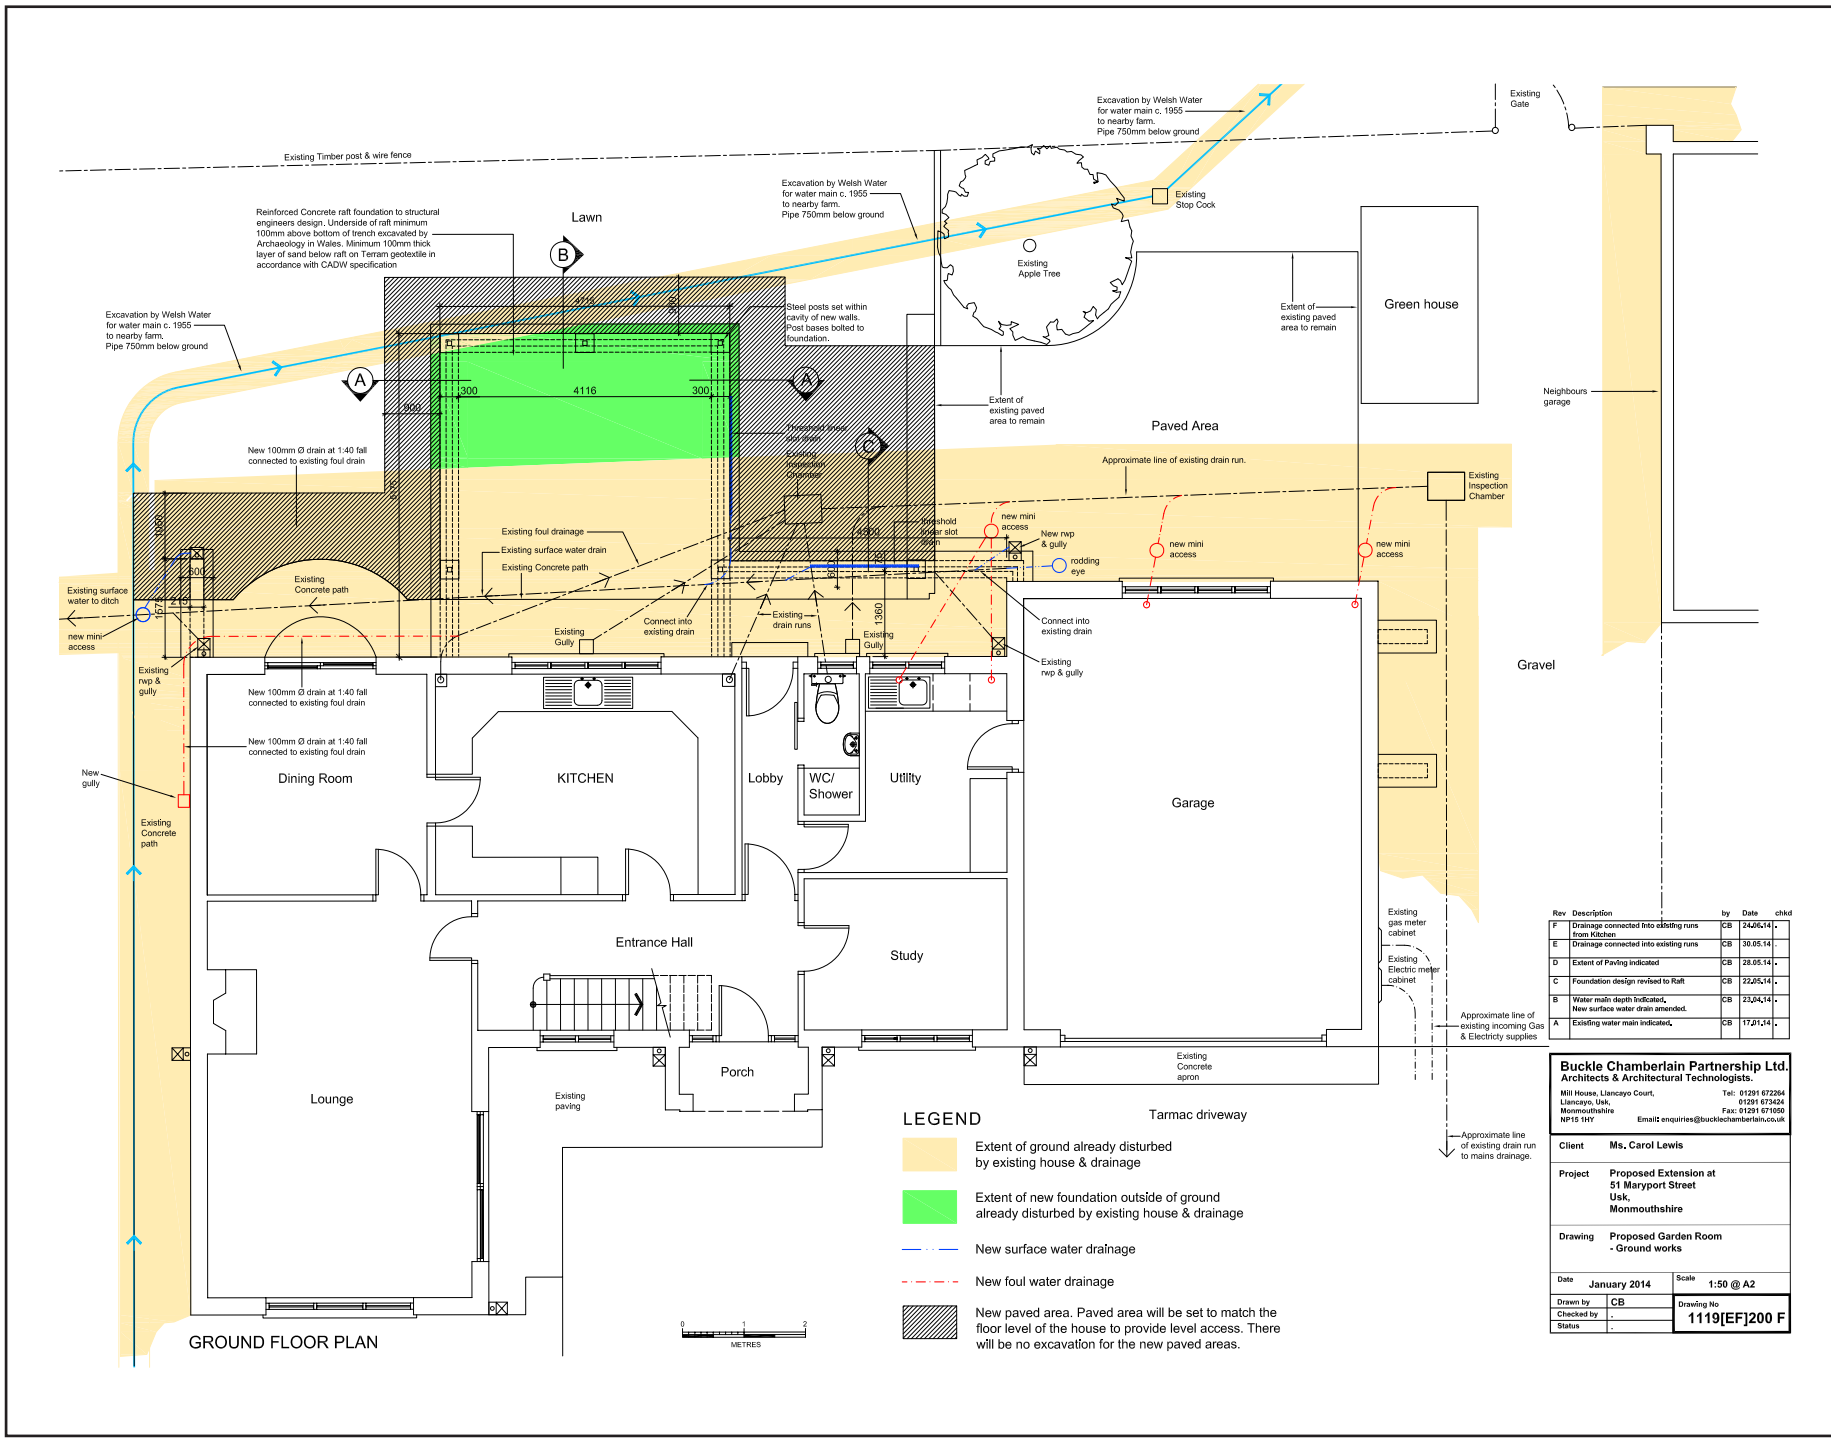 Existing
Gate
Excavation by Welsh Water
for water main c. 1955
to nearby farm.
Pipe 750mm below ground
Existing Timber post & wire fence
Excavation by Welsh Water
for water main c. 1955
to nearby farm.
Pipe 750mm below ground
Existing
Stop Cock
Reinforced Concrete raft foundation to structural
engineers design. Underside of raft minimum
100mm above bottom of trench excavated by
Archaeology in Wales. Minimum 100mm thick
layer of sand below raft on Terram geotextile in
accordance with CADW specification
Lawn
B
Existing
Apple Tree
4715
900
Steel posts set within
cavity of new walls.
Post bases bolted to
foundation.
Extent of
existing paved
area to remain
Green house
Excavation by Welsh Water
for water main c. 1955
to nearby farm.
Pipe 750mm below ground
A
A
300
4116
300
900
Extent of
existing paved
area to remain
Neighbours
garage
Threshold linear
slot drain
C
Paved Area
New 100mm Ø drain at 1:40 fall
connected to existing foul drain
Existing
Inspection
Chamber
Approximate line of existing drain run.
Existing
Inspection
Chamber
5175
1050
Existing foul drainage
Existing surface water drain
Existing Concrete path
threshold
linear slot
drain
4500
new mini
access
New rwp
& gully
new mini
access
new mini
access
rodding
eye
600
600
75
Existing
Concrete path
Existing surface
water to ditch
1575
215
new mini
access
Existing
rwp &
gully
Existing
Gully
Connect into
existing drain
Existing
drain runs
Existing
Gully
1360
Connect into
existing drain
Existing
rwp & gully
Gravel
New 100mm Ø drain at 1:40 fall
connected to existing foul drain
New 100mm Ø drain at 1:40 fall
connected to existing foul drain
New
gully
Dining Room
KITCHEN
Lobby
WC/
Shower
Utility
Garage
Existing
Concrete
path
Entrance Hall
Study
Existing
gas meter
cabinet
Existing
Electric meter
cabinet
Approximate line of
existing incoming Gas
& Electricty supplies
Rev Description by Date chkd
F Drainage connected into existing runs
from Kitchen CB 24.06.14 .
E Drainage connected into existing runs CB 30.05.14 .
D Extent of Paving indicated CB 28.05.14 .
C Foundation design revised to Raft CB 22.05.14 .
B Water main depth indicated.
New surface water drain amended. CB 23.04.14 .
A Existing water main indicated. CB 17.01.14 .
Porch
Existing
Concrete
apron
Lounge
Existing
paving
Tarmac driveway
Approximate line
of existing drain run
to mains drainage.
LEGEND
Extent of ground already disturbed
by existing house & drainage
Extent of new foundation outside of ground
already disturbed by existing house & drainage
New surface water drainage
New foul water drainage
New paved area. Paved area will be set to match the
floor level of the house to provide level access. There
will be no excavation for the new paved areas.
GROUND FLOOR PLAN
0 1 2
METRES
Buckle Chamberlain Partnership Ltd.
Architects & Architectural Technologists.
Mill House, Llancayo Court, Tel: 01291 672264
Llancayo, Usk, 01291 673424
Monmouthshire Fax: 01291 671050
NP15 1HY Email: enquiries@bucklechamberlain.co.uk
Client Ms. Carol Lewis
Project Proposed Extension at
51 Maryport Street
Usk,
Monmouthshire
Drawing Proposed Garden Room
- Ground works
Date January 2014 Scale 1:50 @ A2
Drawn by CB
Checked by .
Status .
Drawing No
1119[EF]200 F